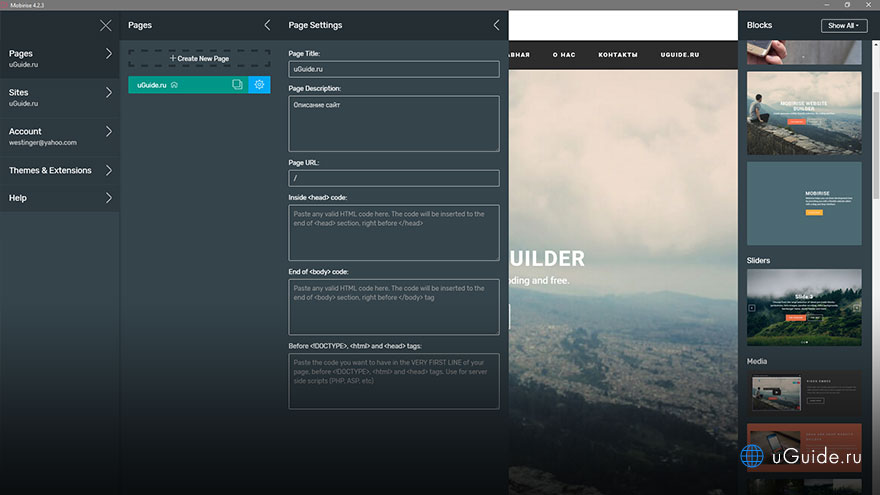 Mobirise 4.2.3
Pages
uGuide.ru
Sites
uGuide.ru
Account
westinger@yahoo.com
Themes & Extensions
Help
Pages
Create New Page
uGuide.ru
Page Settings
Page Title:
uGuide.ru
Page Description:
Описание сайт
Page URL:
/
Inside <head> code:
Paste any valid HTML code here. The code will be inserted to the
end of <head> section, right before </head>
End of <body> code:
Paste any valid HTML code here. The code will be inserted to the
end of <body> section, right before </body> tag
Before <!DOCTYPE>, <html> and <head> tags:
Paste the code you want to have in the VERY FIRST LINE of your
page, before <!DOCTYPE>, <html> and <head> tags. Use for server
side scripts (PHP, ASP, etc)
АВНАЯ О НАС КОНТАКТЫ UGUIDE.RU
UILDER
oding and free.
Blocks
Show All
MOBIRISE WEBSITE
BUILDER
MOBIRISE
Sliders
Slide 3
Media
VIDEO EMBED
uGuide.ru